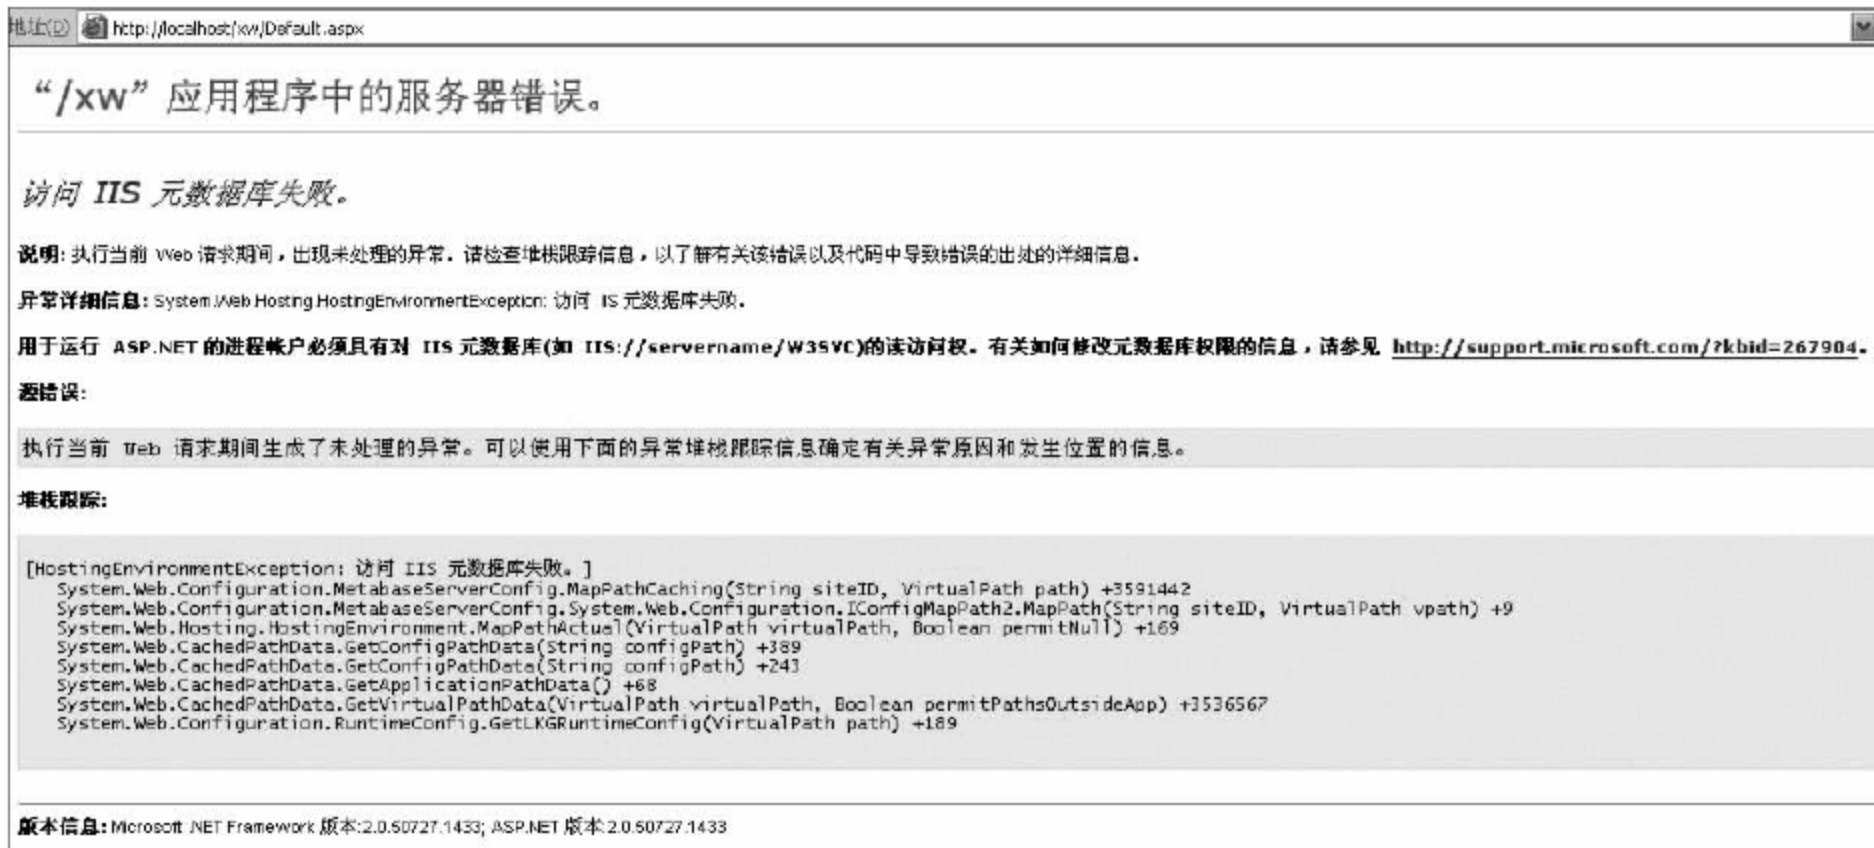 地址(D) http://localhost/xw/Default.aspx
“/xw” 应用程序中的服务器错误。
访问 IIS 元数据库失败。
说明: 执行当前 Web 请求期间，出现未处理的异常。请检查堆栈跟踪信息，以了解有关该错误以及代码中导致错误的出处的详细信息。
异常详细信息: System.Web.Hosting.HostingEnvironmentException: 访问 IIS 元数据库失败。
用于运行 ASP.NET 的进程帐户必须具有对 IIS 元数据库(如 IIS://servername/W3SVC)的读访问权。有关如何修改元数据库权限的信息，请参见 http://support.microsoft.com/?kbid=267904。
源错误:
执行当前 Web 请求期间生成了未处理的异常。可以使用下面的异常堆栈跟踪信息确定有关异常原因和发生位置的信息。
堆栈跟踪:
[HostingEnvironmentException: 访问 IIS 元数据库失败。]
System.Web.Configuration.MetabaseServerConfig.MapPathCaching(String siteID, VirtualPath path) +3591442
System.Web.Configuration.MetabaseServerConfig.System.Web.Configuration.IConfigMapPath2.MapPath(String siteID, VirtualPath vpath) +9
System.Web.Hosting.HostingEnvironment.MapPathActual(VirtualPath virtualPath, Boolean permitNull) +169
System.Web.CachedPathData.GetConfigPathData(String configPath) +389
System.Web.CachedPathData.GetConfigPathData(String configPath) +243
System.Web.CachedPathData.GetApplicationPathData() +68
System.Web.CachedPathData.GetVirtualPathData(VirtualPath virtualPath, Boolean permitPathsOutsideApp) +3536567
System.Web.Configuration.RuntimeConfig.GetLKGRuntimeConfig(VirtualPath path) +189
版本信息: Microsoft .NET Framework 版本:2.0.50727.1433; ASP.NET 版本:2.0.50727.1433